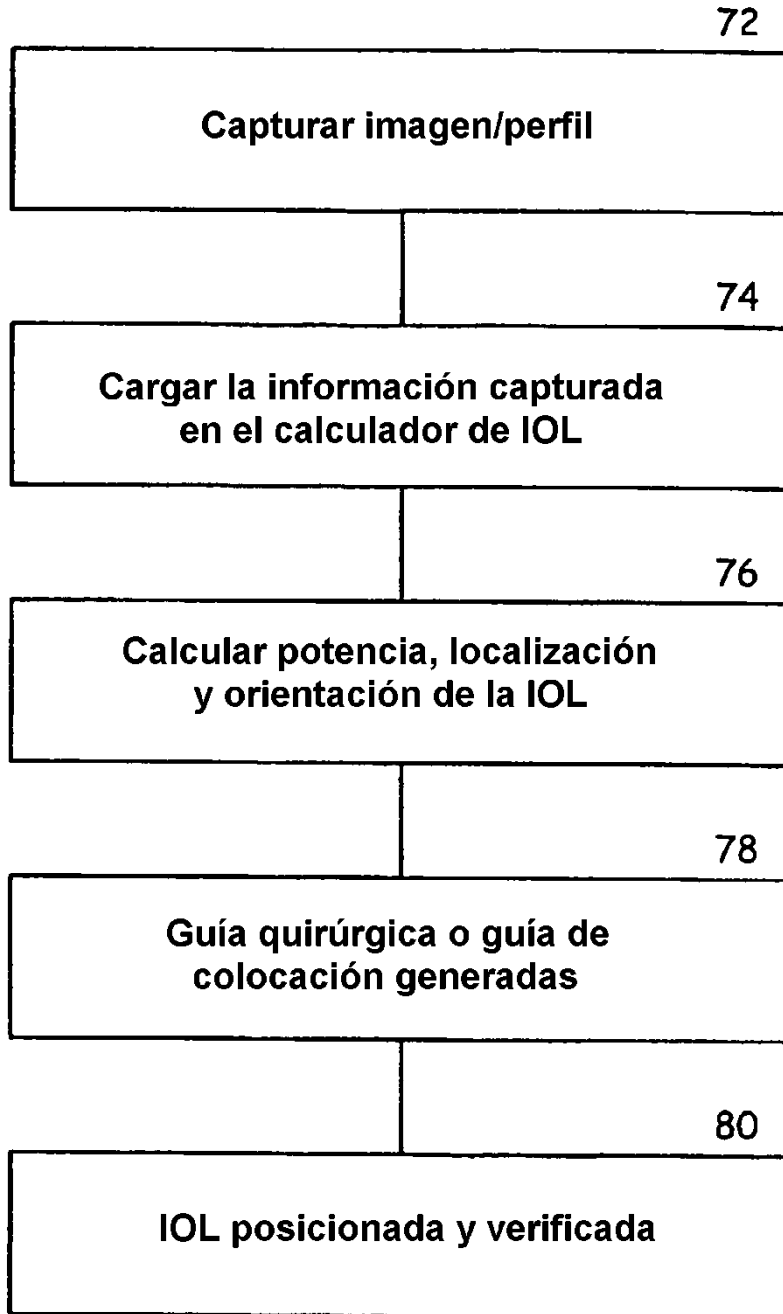 72
Capturar imagen/perfil
74
Cargar la información capturada
en el calculador de IOL
76
Calcular potencia, localización
y orientación de la IOL
78
Guía quirúrgica o guía de
colocación generadas
80
IOL posicionada y verificada